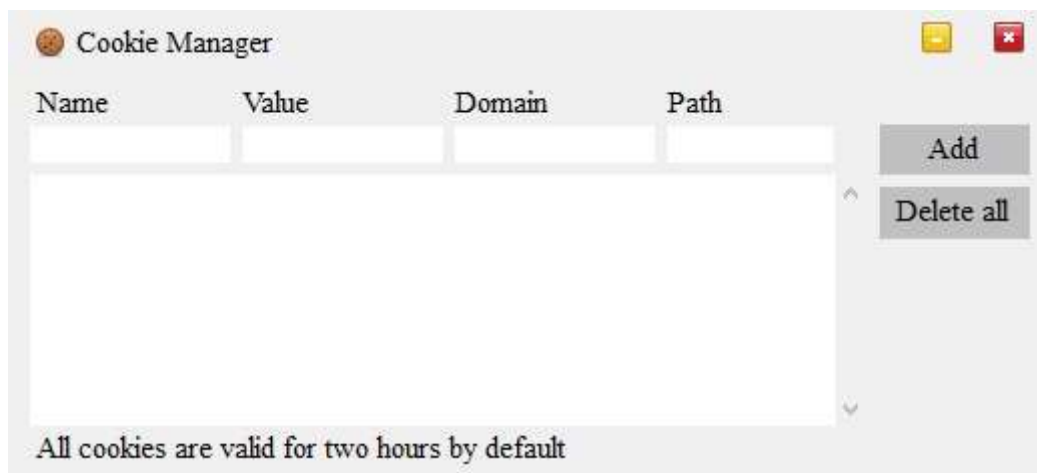 Cookie Manager
Name Value Domain Path
Add
Delete all
All cookies are valid for two hours by default